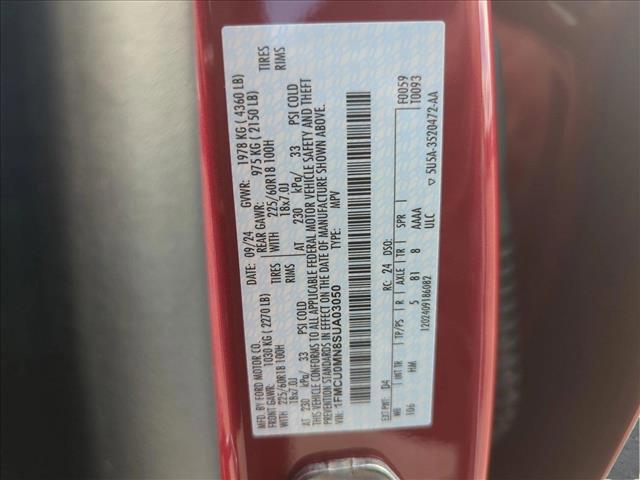 MFD. BY FORD MOTOR CO.
DATE: 09/24 GVWR: 1978 KG ( 4360 LB)
FRONT GAWR: 1030 KG ( 2270 LB) REAR GAWR: 975 KG ( 2150 LB)
WITH 225/60R18 100H TIRES WITH 225/60R18 100H TIRES
18x7.0J RIMS 18x7.0J RIMS
AT 230 kPa/ 33 PSI COLD AT 230 kPa/ 33 PSI COLD
THIS VEHICLE CONFORMS TO ALL APPLICABLE FEDERAL MOTOR VEHICLE SAFETY AND THEFT
PREVENTION STANDARDS IN EFFECT ON THE DATE OF MANUFACTURE SHOWN ABOVE.
VIN: 1FMCU0MN8SUA03050 TYPE: MPV
F0059
T0093
EXT PNT: D4 RC: 24 DSO:
WB INT TR TP/PS R AXLE TR SPR
106 HM 5 B1 8 AAAA
1202409186082 ULC
5U5A-3520472-AA